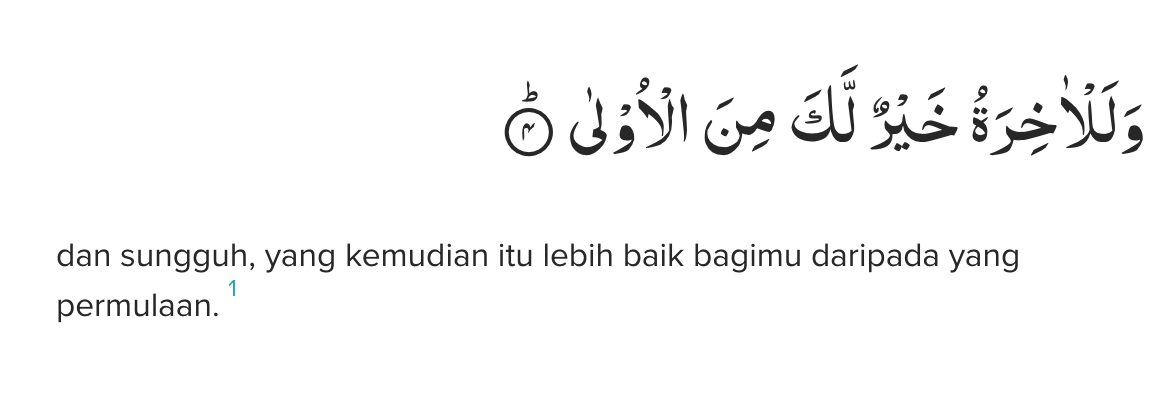 وَلَلْاٰخِرَةُ خَيْرٌ لَّكَ مِنَ الْاُوْلٰىۗ ۝٤
dan sungguh, yang kemudian itu lebih baik bagimu daripada yang
permulaan. 1